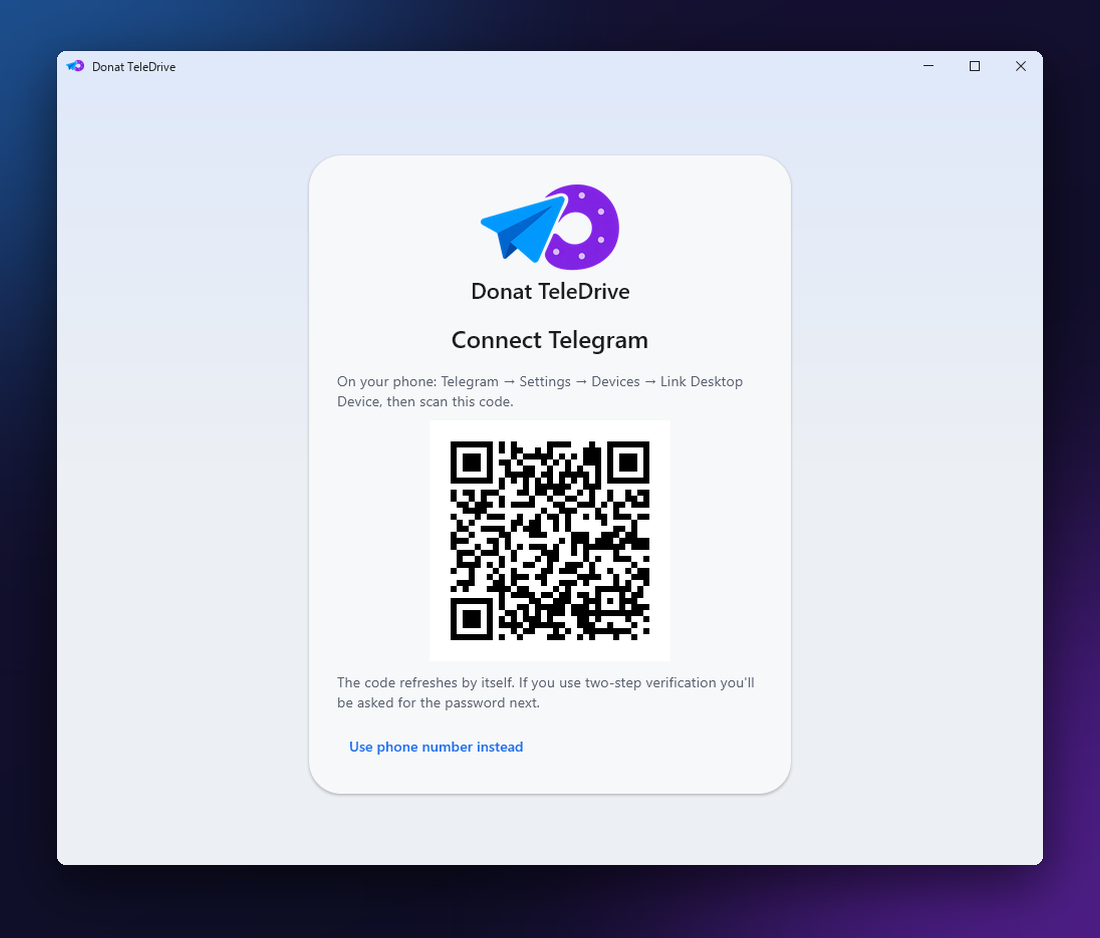 Donat TeleDrive
Donat TeleDrive
Connect Telegram
On your phone: Telegram → Settings → Devices → Link Desktop
Device, then scan this code.
The code refreshes by itself. If you use two-step verification you'll
be asked for the password next.
Use phone number instead